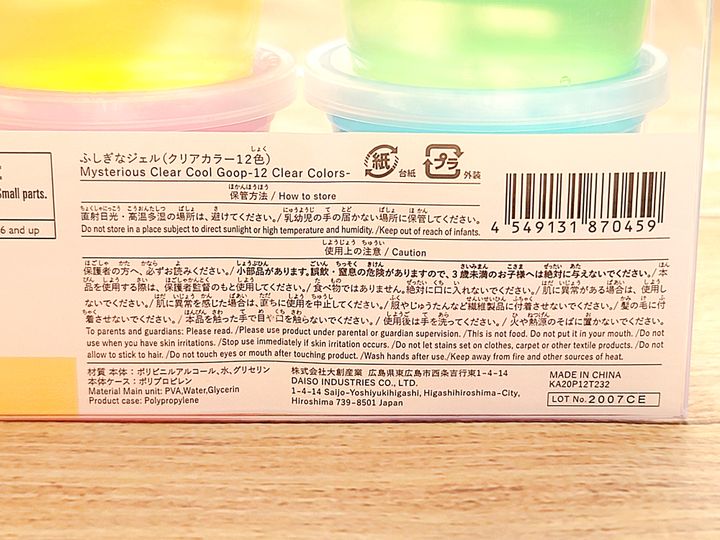 Small parts.
6 and up
ふしぎなジェル(クリアカラー12色)
Mysterious Clear Cool Goop-12 Clear Colors-
紙 台紙
プラ 外装
保管方法 / How to store
直射日光・高温多湿の場所は、避けてください。/ 乳幼児の手の届かない場所に保管してください。
Do not store in a place subject to direct sunlight or high temperature and humidity. /Keep out of reach of infants.
4 549131 870459
使用上の注意 / Caution
保護者の方へ、必ずお読みください。/ 小部品があります。誤飲・窒息の危険がありますので、3歳未満のお子様へは絶対に与えないでください。/ 本
品を使用する際は、保護者監督のもと使用してください。/ 食べ物ではありません。絶対に口に入れないでください。/ 肌に異常がある場合は、使用し
ないでください。/ 肌に異常を感じた場合は、直ちに使用を中止してください。/ 服やじゅうたんなど繊維製品に付着させないでください。/ 髪の毛に付
着させないでください。/ 本品を触った手で目や口を触らないでください。/ 使用後は手を洗ってください。/ 火や熱源のそばに置かないでください。
To parents and guardians: Please read. /Please use product under parental or guardian supervision. /This is not food. Do not put it in your mouth. /Do not
use when you have skin irritations. /Stop use immediately if skin irritation occurs. /Do not let stains set on clothes, carpet or other textile products. /Do not
allow to stick to hair. /Do not touch eyes or mouth after touching product. /Wash hands after use. /Keep away from fire and other sources of heat.
材質 本体:ポリビニルアルコール、水、グリセリン
本体ケース:ポリプロピレン
Material Main unit: PVA,Water,Glycerin
Product case: Polypropylene
株式会社大創産業 広島県東広島市西条吉行東1-4-14
DAISO INDUSTRIES CO., LTD.
1-4-14 Saijo-Yoshiyukihigashi, Higashihiroshima-City,
Hiroshima 739-8501 Japan
MADE IN CHINA
KA20P12T232
LOT No. 2007CE